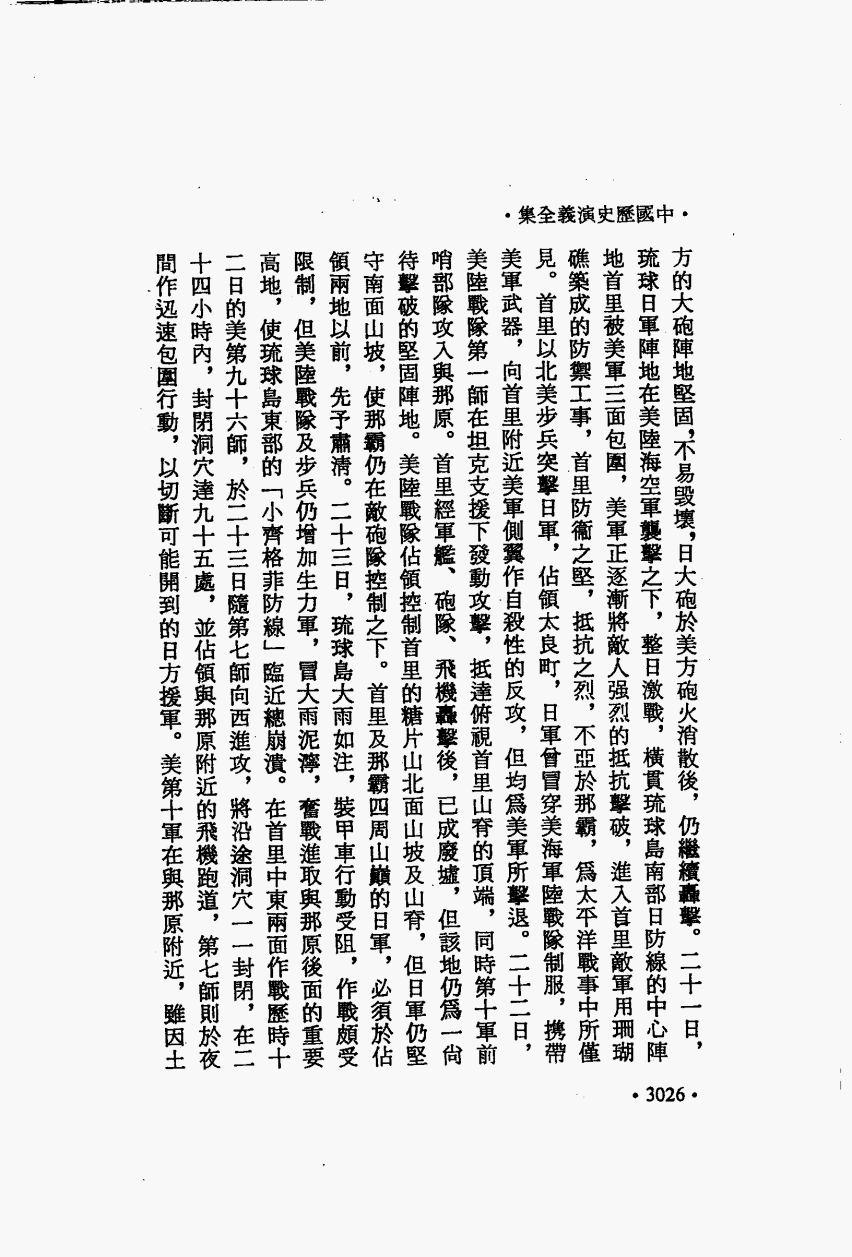 •中國歷史演義全集•
方的大砲陣地堅固，不易毀壞，日大砲於美方砲火消散後，仍繼續轟擊。二十一日，
琉球日軍陣地在美陸海空軍襲擊之下，整日激戰，橫貫琉球島南部日防線的中心陣
地首里被美軍三面包圍，美軍正逐漸將敵人强烈的抵抗擊破，進入首里敵軍用珊瑚
礁築成的防禦工事，首里防衞之堅，抵抗之烈，不亞於那霸，爲太平洋戰事中所僅
見。首里以北美步兵突擊日軍，佔領太良町，日軍曾冒穿美海軍陸戰隊制服，携帶
美軍武器，向首里附近美軍側翼作自殺性的反攻，但均爲美軍所擊退。二十二日，
美陸戰隊第一師在坦克支援下發動攻擊，抵達俯視首里山脊的頂端，同時第十軍前
哨部隊攻入與那原。首里經軍艦、砲隊、飛機轟擊後，已成廢墟，但該地仍爲一尙
待擊破的堅固陣地。美陸戰隊佔領控制首里的糖片山北面山坡及山脊，但日軍仍堅
守南面山坡，使那霸仍在敵砲隊控制之下。首里及那霸四周山巔的日軍，必須於佔
領兩地以前，先予肅清。二十三日，琉球島大雨如注，裝甲車行動受阻，作戰頗受
限制，但美陸戰隊及步兵仍增加生力軍，冒大雨泥濘，奮戰進取與那原後面的重要
高地，使琉球島東部的「小齊格菲防線」臨近總崩潰。在首里中東兩面作戰歷時十
二日的美第九十六師，於二十三日隨第七師向西進攻，將沿途洞穴一一封閉，在二
十四小時內，封閉洞穴達九十五處，並佔領與那原附近的飛機跑道，第七師則於夜
間作迅速包圍行動，以切斷可能開到的日方援軍。美第十軍在與那原附近，雖因土
•3026•